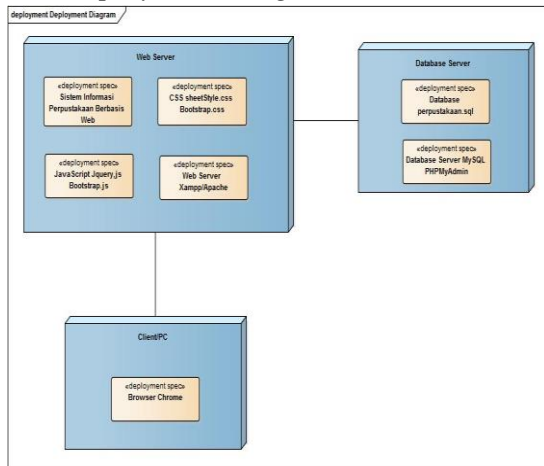 deployment Deployment Diagram
Web Server
«deployment spec»
Sistem Informasi
Perpustakaan Berbasis
Web
«deployment spec»
CSS sheetStyle.css
Bootstrap.css
«deployment spec»
JavaScript Jquery.js
Bootstrap.js
«deployment spec»
Web Server
Xampp/Apache
Database Server
«deployment spec»
Database
perpustakaan.sql
«deployment spec»
Database Server MySQL
PHPMyAdmin
Client/PC
«deployment spec»
Browser Chrome